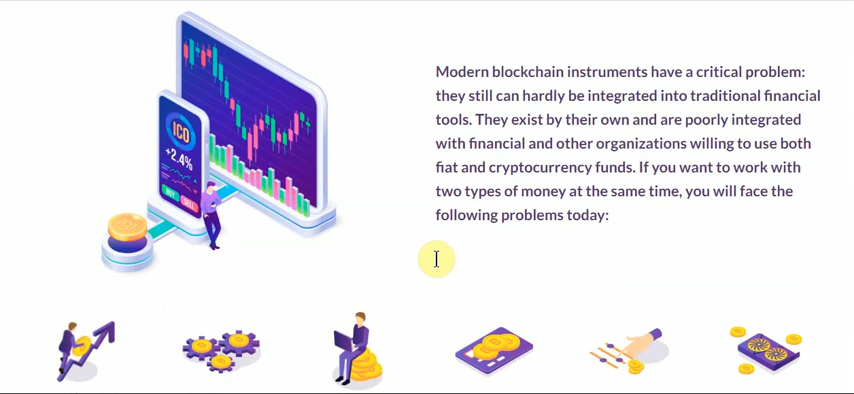 Modern blockchain instruments have a critical problem:
they still can hardly be integrated into traditional financial
tools. They exist by their own and are poorly integrated
with financial and other organizations willing to use both
fiat and cryptocurrency funds. If you want to work with
two types of money at the same time, you will face the
following problems today:
ICO
+2.4%
BUY SELL